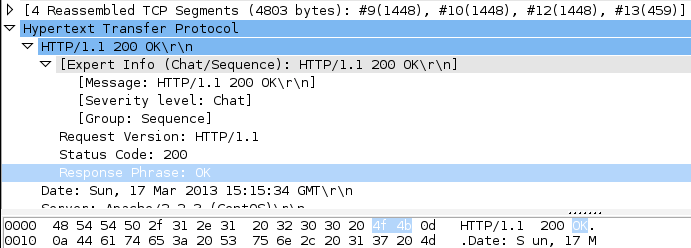 [4 Reassembled TCP Segments (4803 bytes): #9(1448), #10(1448), #12(1448), #13(459)]
Hypertext Transfer Protocol
HTTP/1.1 200 OK\r\n
[Expert Info (Chat/Sequence): HTTP/1.1 200 OK\r\n]
[Message: HTTP/1.1 200 OK\r\n]
[Severity level: Chat]
[Group: Sequence]
Request Version: HTTP/1.1
Status Code: 200
Response Phrase: OK
Date: Sun, 17 Mar 2013 15:15:34 GMT\r\n
Server: Apache/2.2.3 (CentOS)\r\n
0000 48 54 54 50 2f 31 2e 31 20 32 30 30 20 4f 4b 0d HTTP/1.1 200 OK.
0010 0a 44 61 74 65 3a 20 53 75 6e 2c 20 31 37 20 4d .Date: S un, 17 M